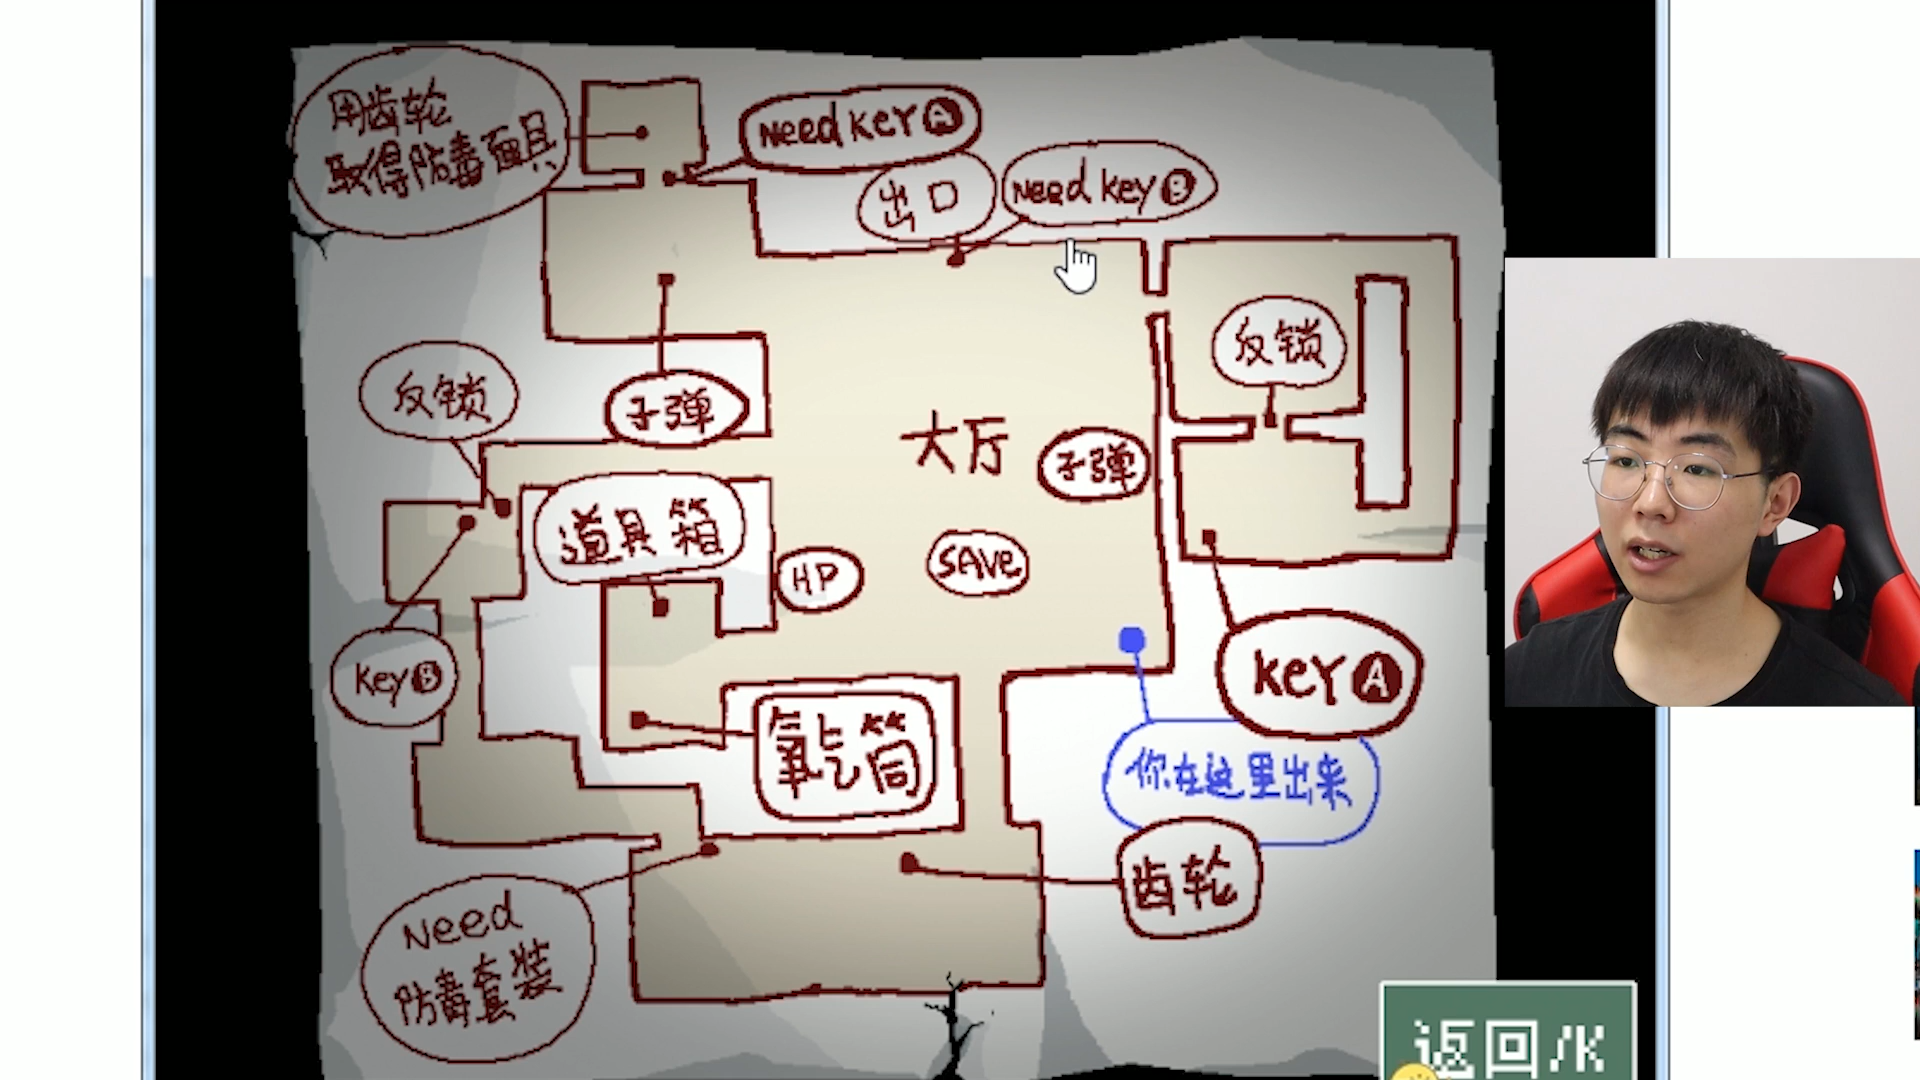 用齿轮
取得防毒面具
Need key A
出口
Need key B
反锁
反锁
子弹
大厅
子弹
道具箱
HP
SAVE
key B
key A
氧气筒
你在这里出来
齿轮
Need
防毒套装
返回/K